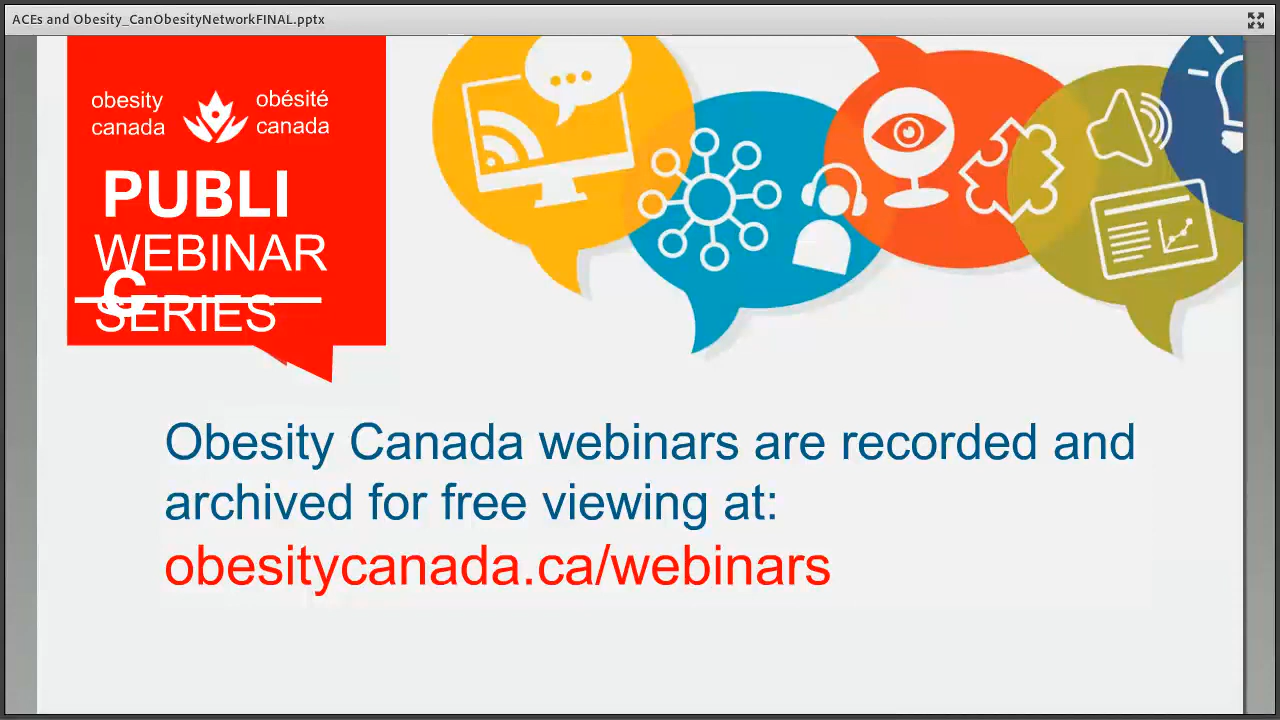 ACEs and Obesity_CanObesityNetworkFINAL.pptx
obesity
canada
obésité
canada
PUBLI
WEBINAR
C
SERIES
Obesity Canada webinars are recorded and
archived for free viewing at:
obesitycanada.ca/webinars